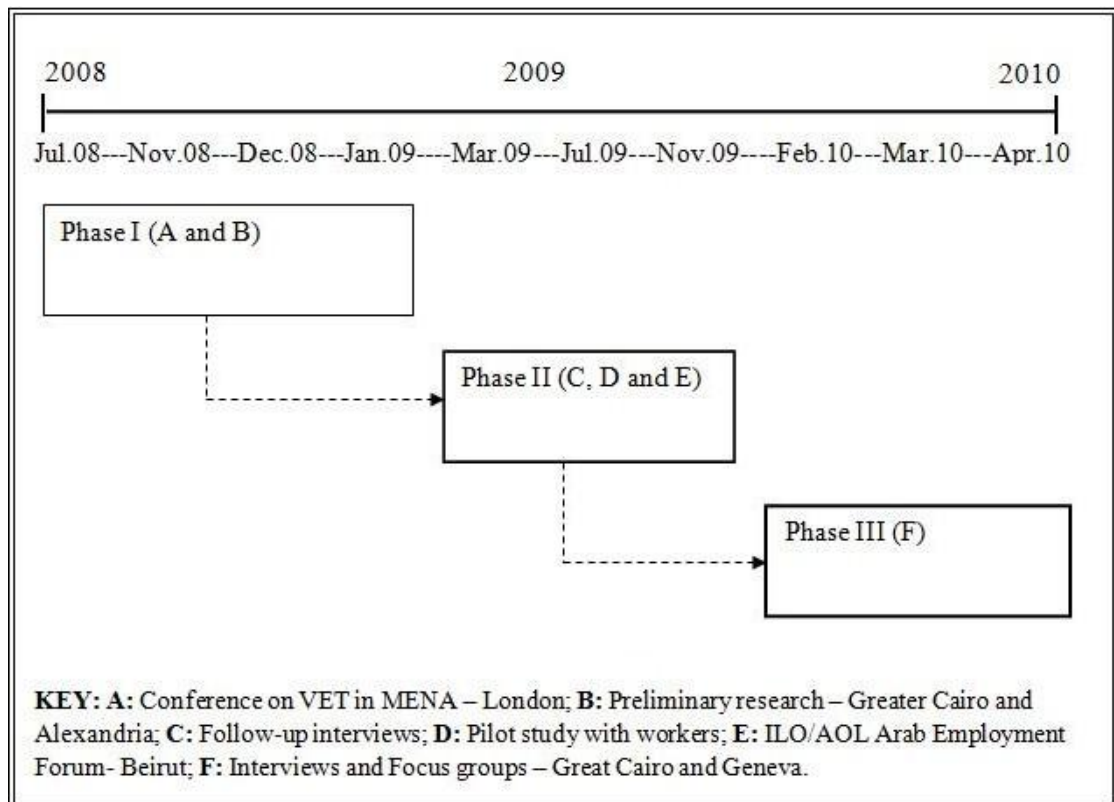 2008 2009 2010
Jul.08---Nov.08---Dec.08---Jan.09----Mar.09---Jul.09---Nov.09----Feb.10---Mar.10---Apr.10
Phase I (A and B)
Phase II (C, D and E)
Phase III (F)
KEY: A: Conference on VET in MENA – London; B: Preliminary research – Greater Cairo and
Alexandria; C: Follow-up interviews; D: Pilot study with workers; E: ILO/AOL Arab Employment
Forum- Beirut; F: Interviews and Focus groups – Great Cairo and Geneva.